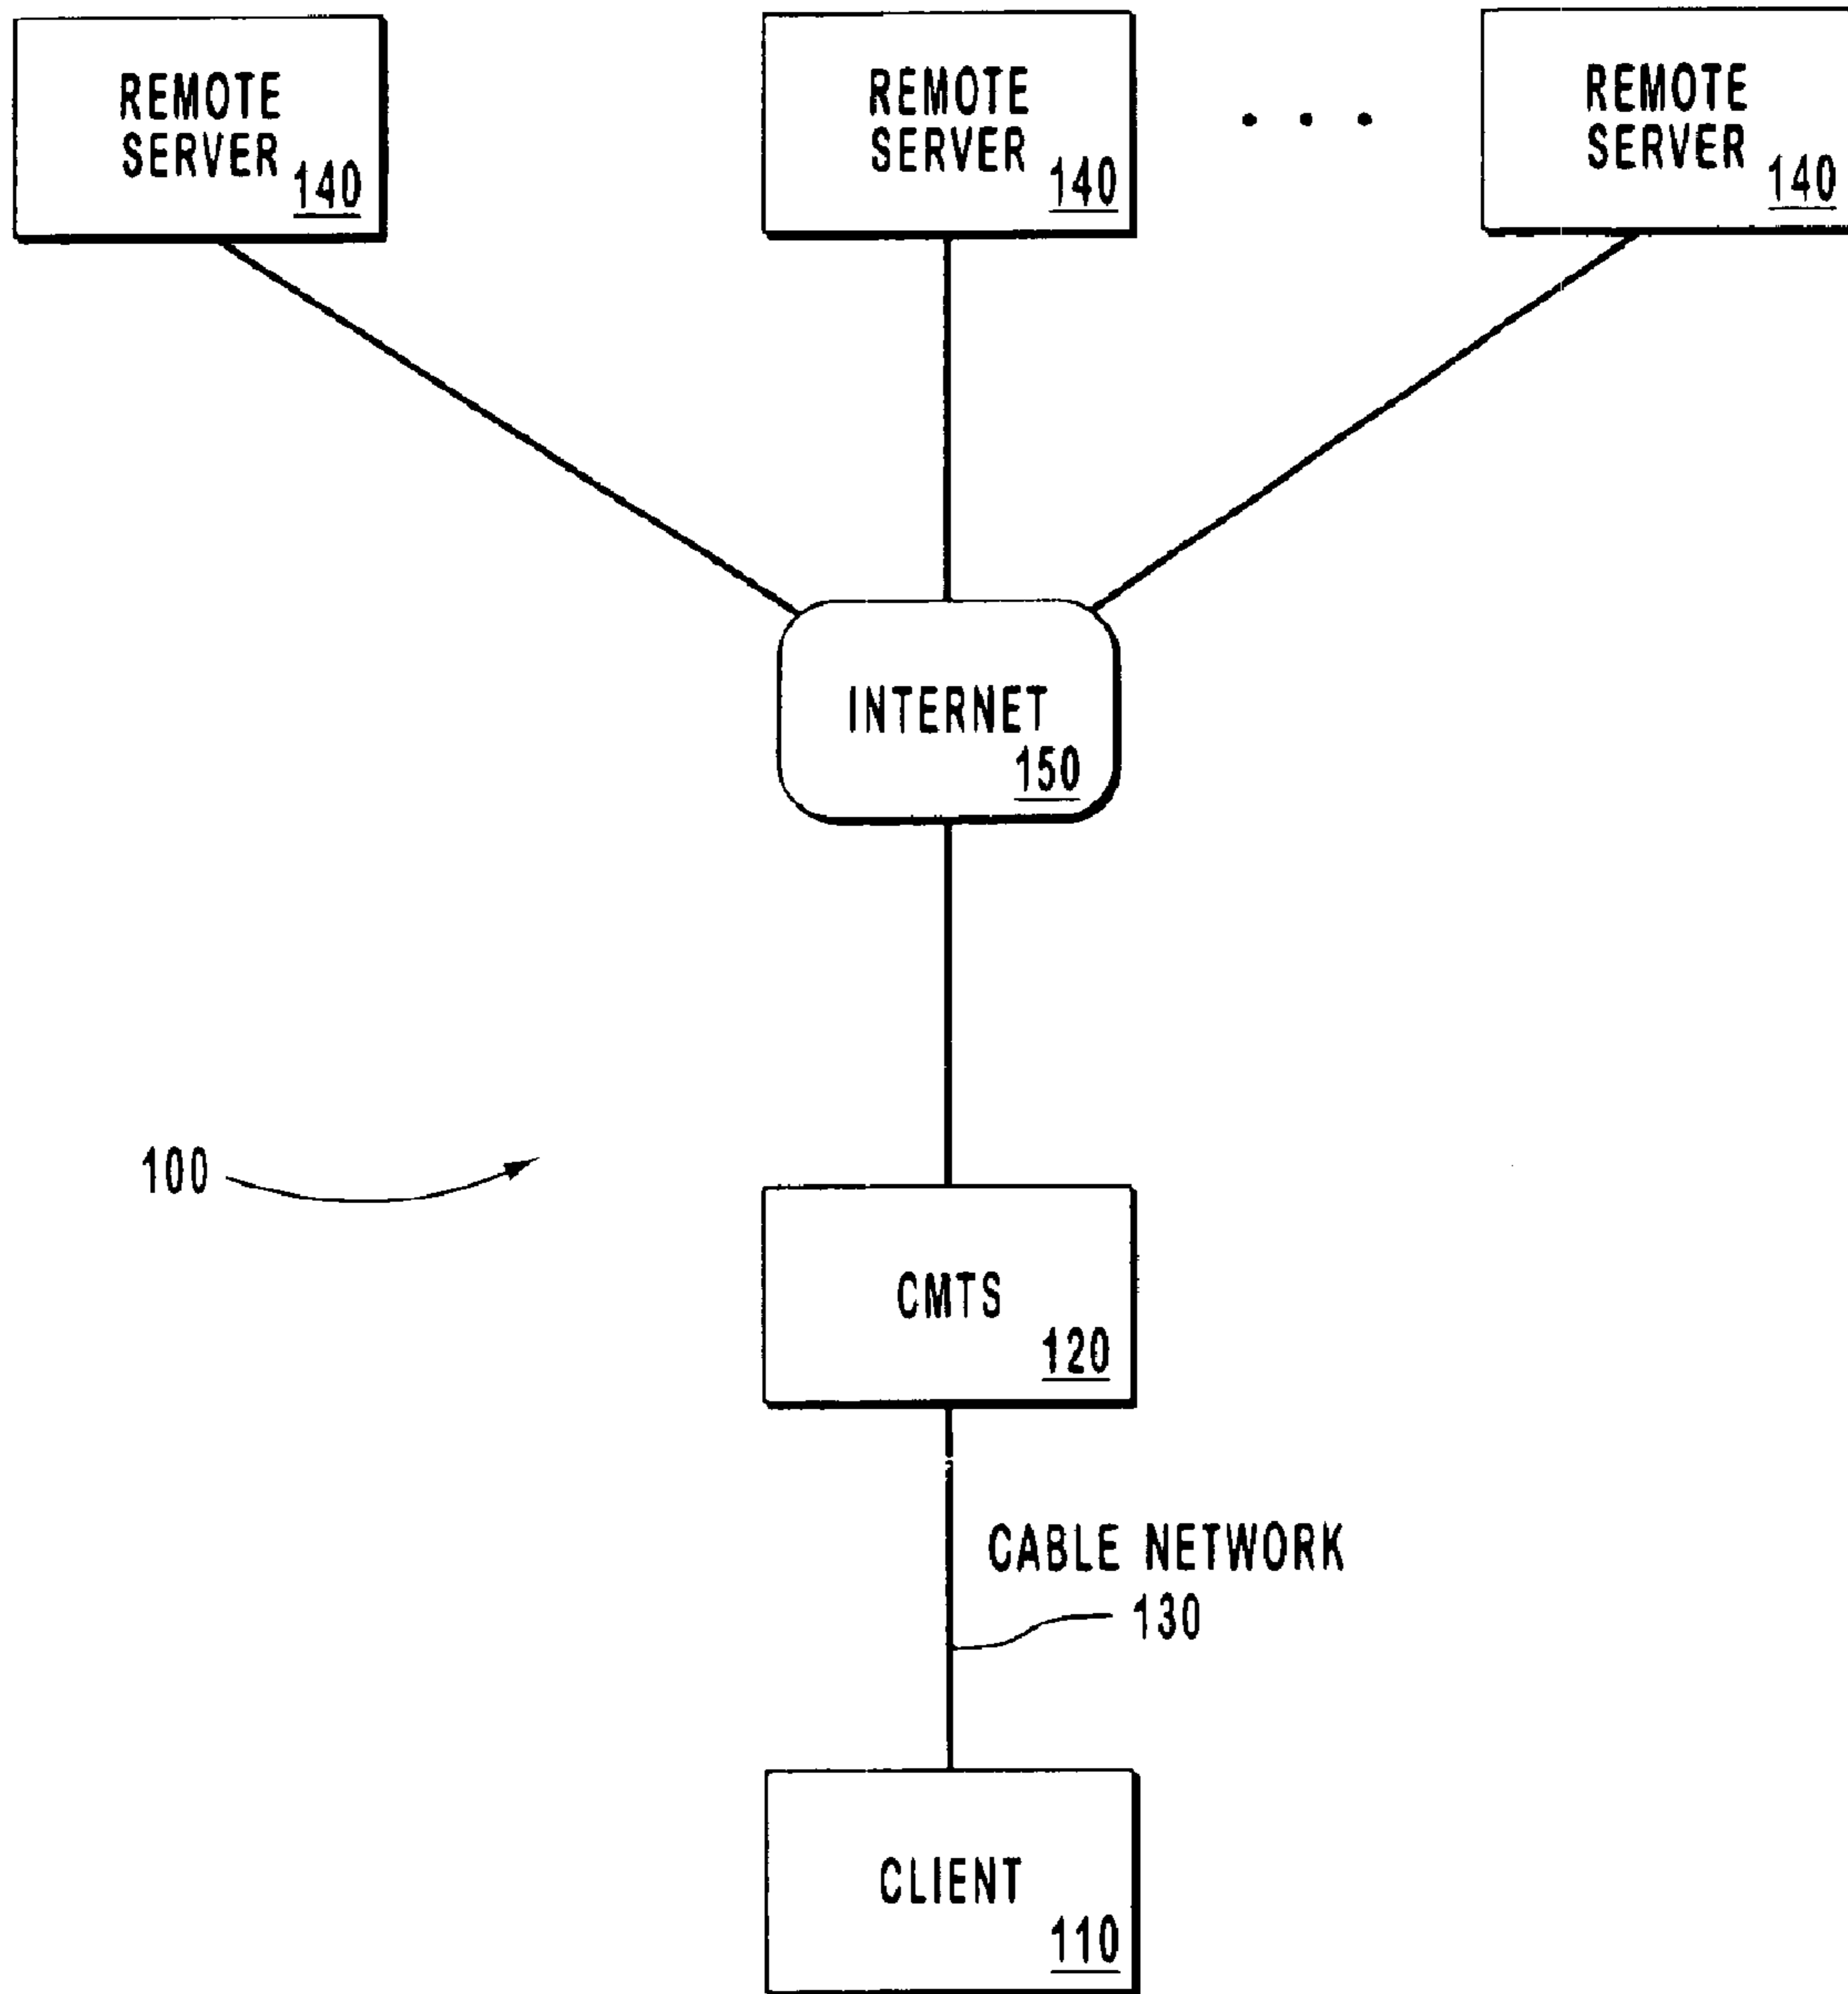 REMOTE
SERVER
140
REMOTE
SERVER
140
. . .
REMOTE
SERVER
140
INTERNET
150
100
CMTS
120
CABLE NETWORK
130
CLIENT
110